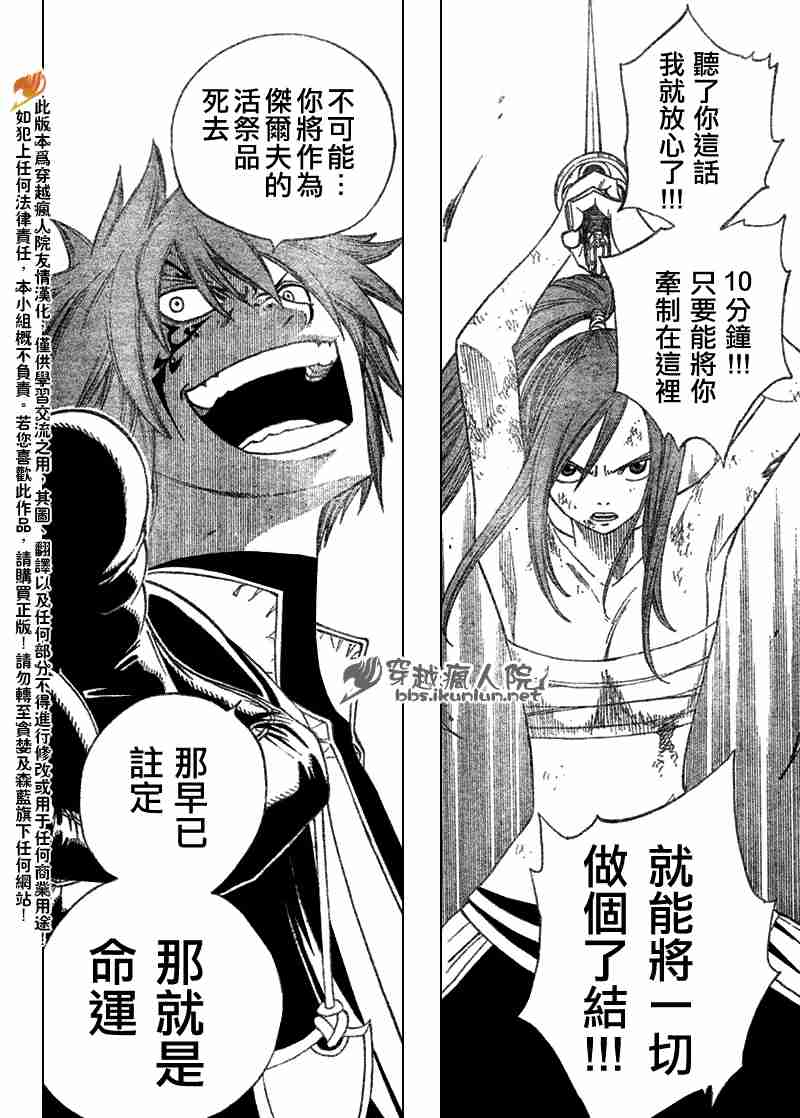 聽了你這話
我就放心了!!!
10分鐘!!!
只要能將你
牽制在這裡
就能將一切
做個了結!!!
不可能…
你將作為
傑爾夫的
活祭品
死去
那早已
註定
那就是
命運
穿越瘋人院
bbs.ikunlun.net
此版本爲穿越瘋人院友情漢化，僅供學習交流之用，其圖、翻譯以及任何部分不得進行修改或用于任何商業用途！
如犯上任何法律責任，本小組概不負責。若您喜歡此作品，請購買正版！請勿轉至貪婪及森藍旗下任何網站！